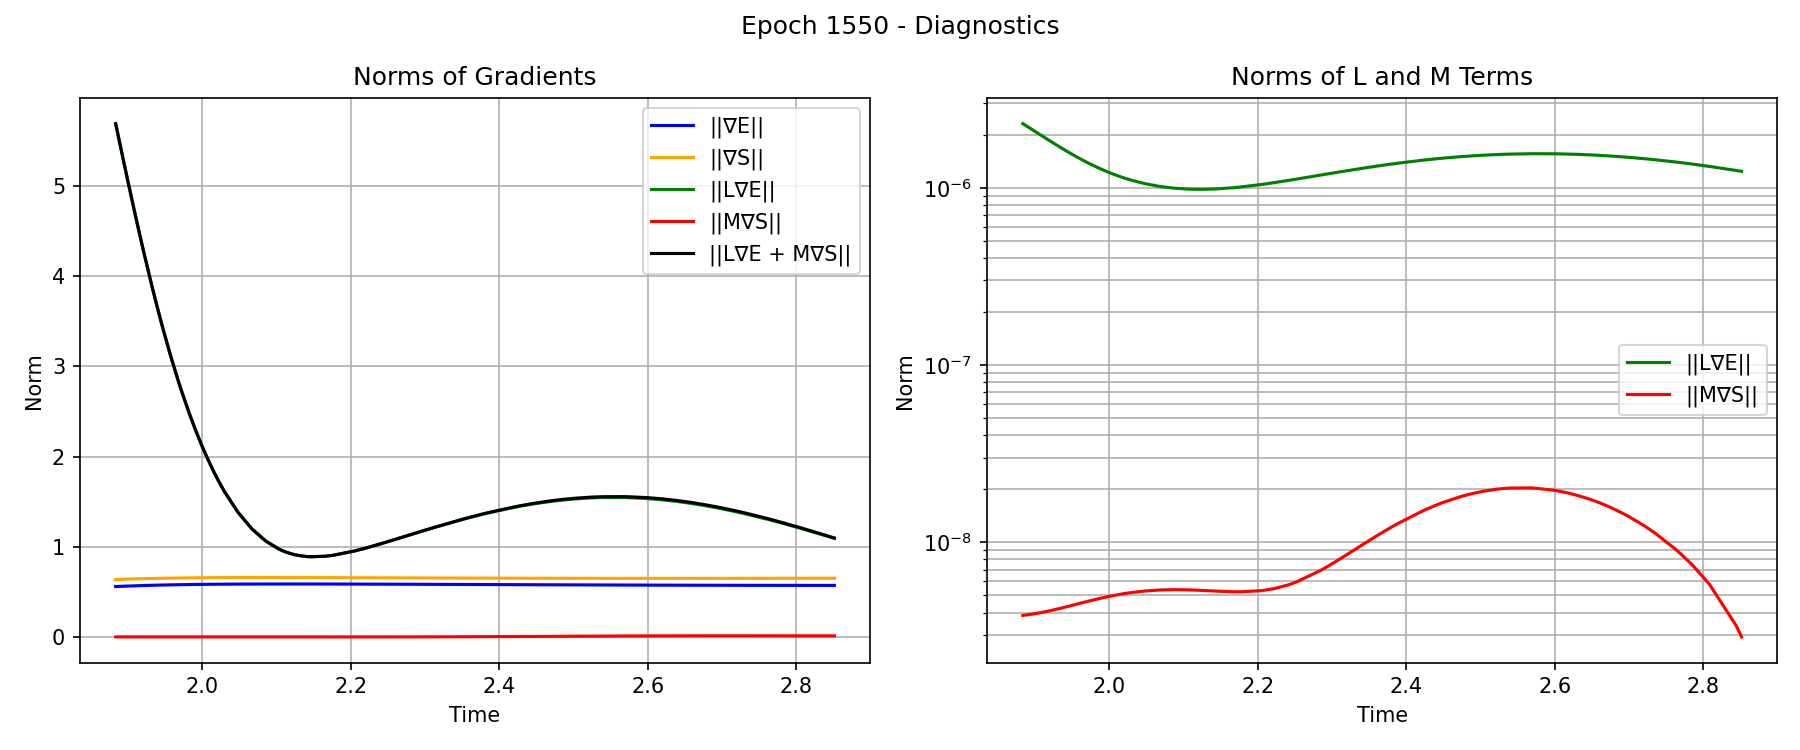 Epoch 1550 - Diagnostics
Norms of Gradients
||∇E||
||∇S||
||L∇E||
||M∇S||
||L∇E + M∇S||
5
4
3
2
1
0
Norm
2.0 2.2 2.4 2.6 2.8
Time
Norms of L and M Terms
||L∇E||
||M∇S||
10⁻⁶
10⁻⁷
10⁻⁸
Norm
2.0 2.2 2.4 2.6 2.8
Time